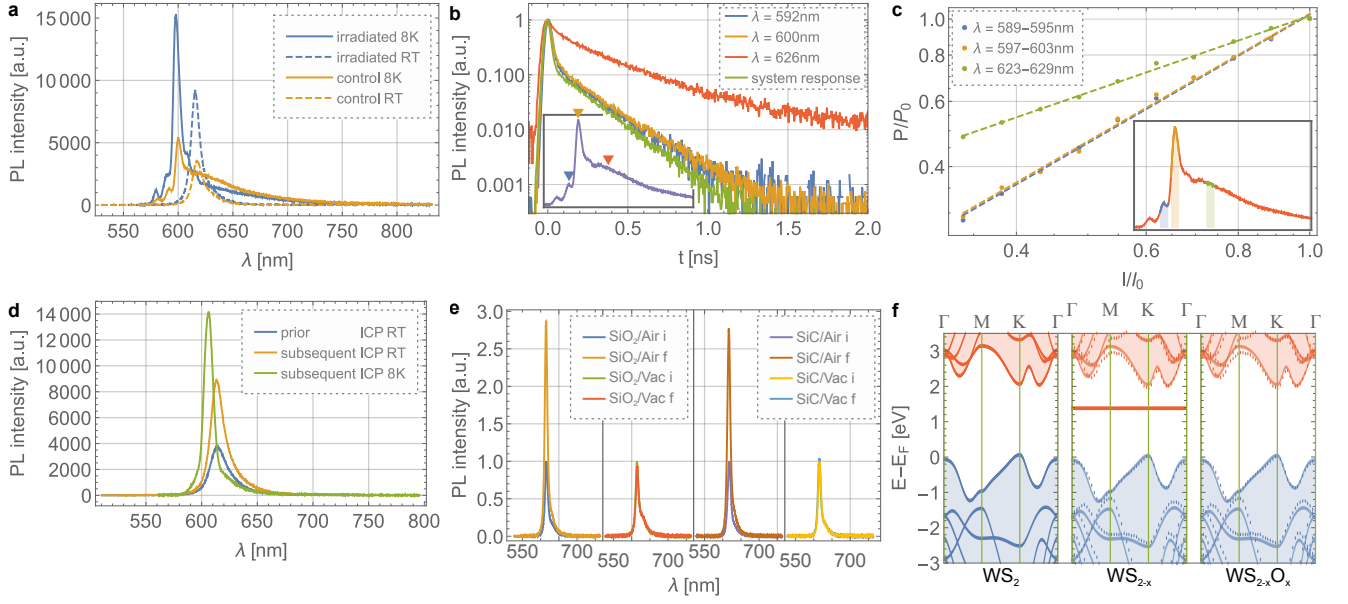 a
PL intensity [a.u.]
15000
10000
5000
0
550
600
650
700
750
800
λ [nm]
irradiated 8K
irradiated RT
control 8K
control RT
b
PL intensity [a.u.]
1
0.100
0.010
0.001
0.0
0.5
1.0
1.5
2.0
t [ns]
λ = 592nm
λ = 600nm
λ = 626nm
system response
c
P/P0
1.0
0.8
0.6
0.4
0.4
0.6
0.8
1.0
I/I0
λ = 589–595nm
λ = 597–603nm
λ = 623–629nm
d
PL intensity [a.u.]
14 000
12 000
10 000
8000
6000
4000
2000
0
550
600
650
700
750
800
λ [nm]
prior ICP RT
subsequent ICP RT
subsequent ICP 8K
e
PL intensity [a.u.]
3.0
2.5
2.0
1.5
1.0
0.5
0.0
550 700 550 700 550 700 550 700
λ [nm]
SiO2/Air i
SiO2/Air f
SiO2/Vac i
SiO2/Vac f
SiC/Air i
SiC/Air f
SiC/Vac i
SiC/Vac f
f
Γ M K Γ Γ M K Γ Γ M K Γ
E−EF [eV]
3
2
1
0
−1
−2
−3
WS2 WS2-x WS2-xOx